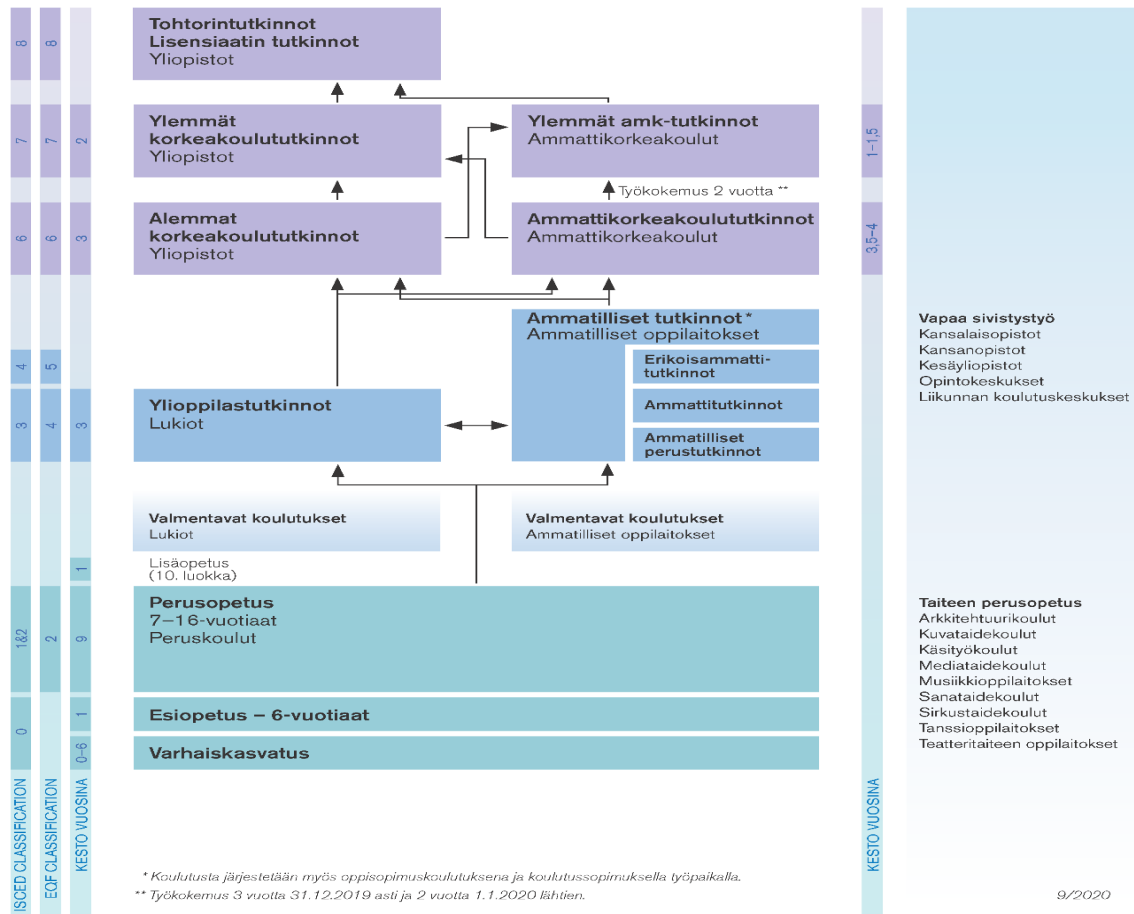 Tohtorintutkinnot
Lisensiaatin tutkinnot
Yliopistot
8
8
Ylemmät
korkeakoulututkinnot
Yliopistot
Ylemmät amk-tutkinnot
Ammattikorkeakoulut
7
7
2
1–1,5
Työkokemus 2 vuotta **
Alemmat
korkeakoulututkinnot
Yliopistot
Ammattikorkeakoulututkinnot
Ammattikorkeakoulut
6
6
3
3,5–4
Ammatilliset tutkinnot*
Ammatilliset oppilaitokset
Erikoisammatti-
tutkinnot
4
5
Ylioppilastutkinnot
Lukiot
Ammattitutkinnot
Ammatilliset
perustutkinnot
3
4
3
Valmentavat koulutukset
Lukiot
Valmentavat koulutukset
Ammatilliset oppilaitokset
Lisäopetus
(10. luokka)
1
Perusopetus
7–16-vuotiaat
Peruskoulut
1&2
2
9
Esiopetus – 6-vuotiaat
0
1
Varhaiskasvatus
0–6
ISCED CLASSIFICATION
EQF CLASSIFICATION
KESTO VUOSINA
KESTO VUOSINA
Vapaa sivistystyö
Kansalaisopistot
Kansanopistot
Kesäyliopistot
Opintokeskukset
Liikunnan koulutuskeskukset
Taiteen perusopetus
Arkkitehtuurikoulut
Kuvataidekoulut
Käsityökoulut
Mediataidekoulut
Musiikkioppilaitokset
Sanataidekoulut
Sirkustaidekoulut
Tanssioppilaitokset
Teatteritaiteen oppilaitokset
* Koulutusta järjestetään myös oppisopimuskoulutuksena ja koulutussopimuksella työpaikalla.
** Työkokemus 3 vuotta 31.12.2019 asti ja 2 vuotta 1.1.2020 lähtien.
9/2020